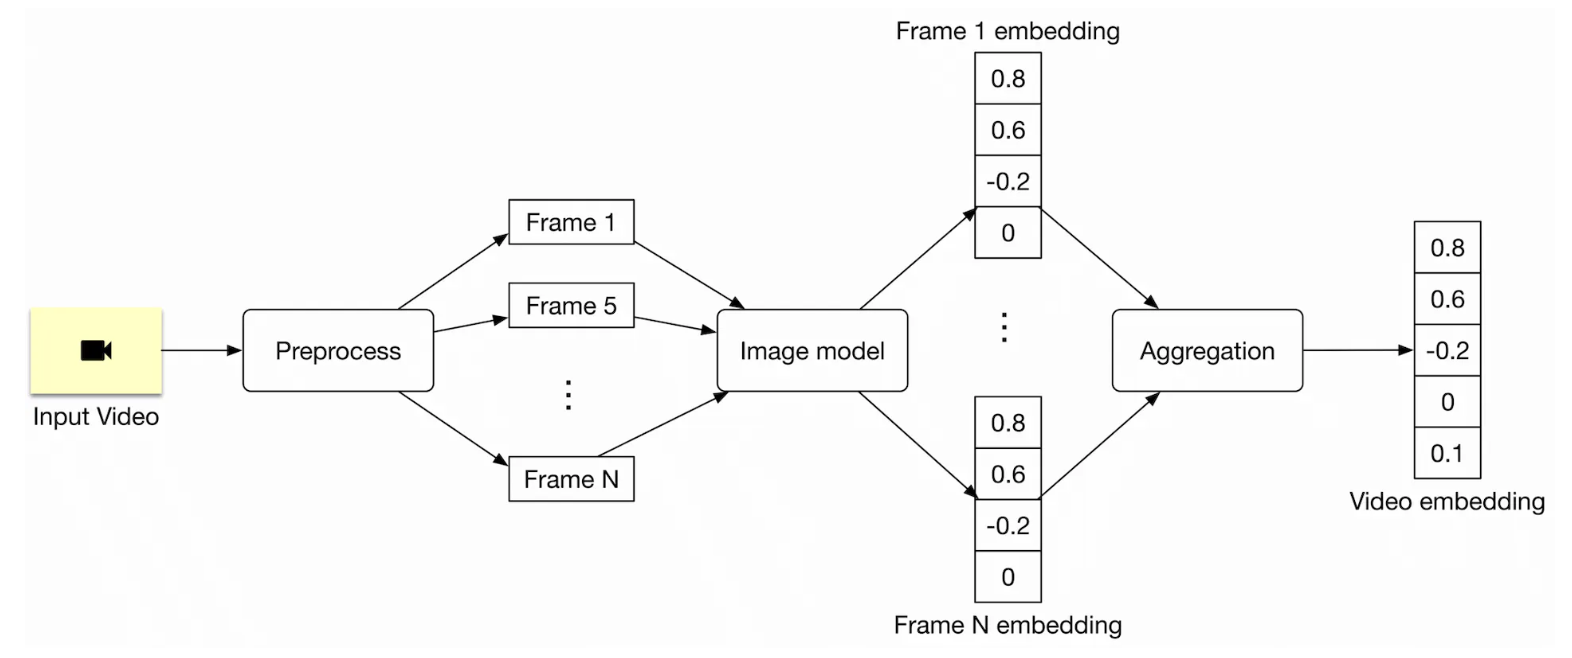 Input Video
Preprocess
Frame 1
Frame 5
⋮
Frame N
Image model
Frame 1 embedding
0.8
0.6
-0.2
0
⋮
0.8
0.6
-0.2
0
Frame N embedding
Aggregation
0.8
0.6
-0.2
0
0.1
Video embedding